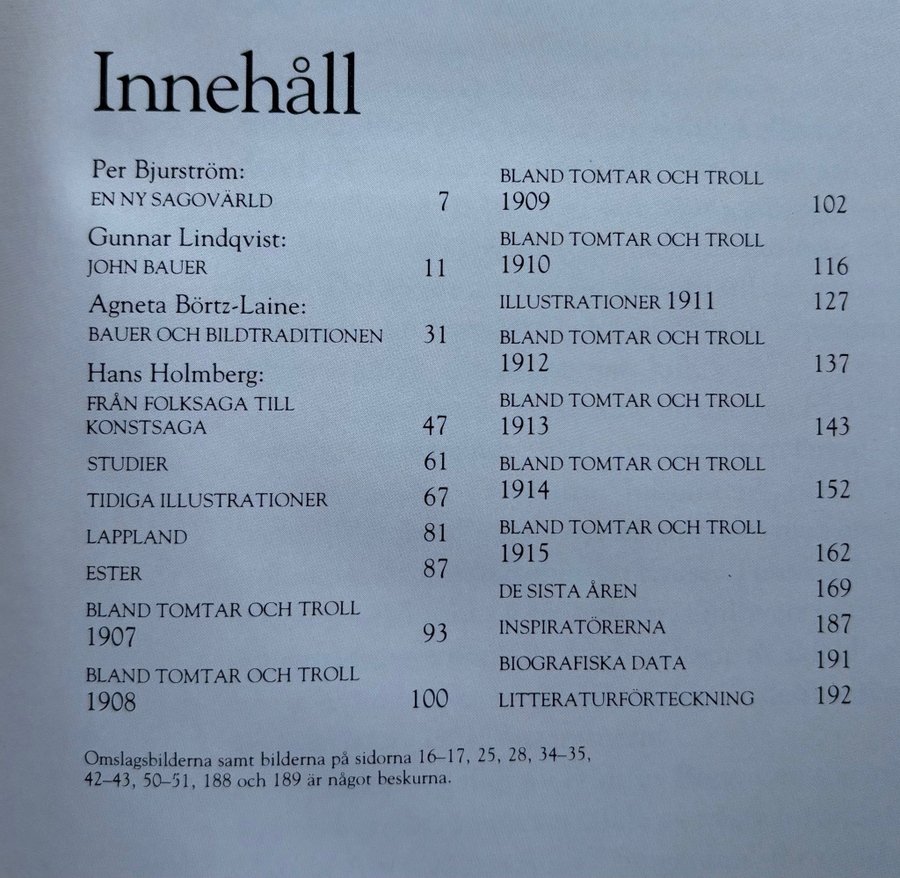 Innehåll
Per Bjurström:
EN NY SAGOVÄRLD 7
Gunnar Lindqvist:
JOHN BAUER 11
Agneta Börtz-Laine:
BAUER OCH BILDTRADITIONEN 31
Hans Holmberg:
FRÅN FOLKSAGA TILL
KONSTSAGA 47
STUDIER 61
TIDIGA ILLUSTRATIONER 67
LAPPLAND 81
ESTER 87
BLAND TOMTAR OCH TROLL
1907 93
BLAND TOMTAR OCH TROLL
1908 100
BLAND TOMTAR OCH TROLL
1909 102
BLAND TOMTAR OCH TROLL
1910 116
ILLUSTRATIONER 1911 127
BLAND TOMTAR OCH TROLL
1912 137
BLAND TOMTAR OCH TROLL
1913 143
BLAND TOMTAR OCH TROLL
1914 152
BLAND TOMTAR OCH TROLL
1915 162
DE SISTA ÅREN 169
INSPIRATÖRERNA 187
BIOGRAFISKA DATA 191
LITTERATURFÖRTECKNING 192
Omslagsbilderna samt bilderna på sidorna 16–17, 25, 28, 34–35,
42–43, 50–51, 188 och 189 är något beskurna.